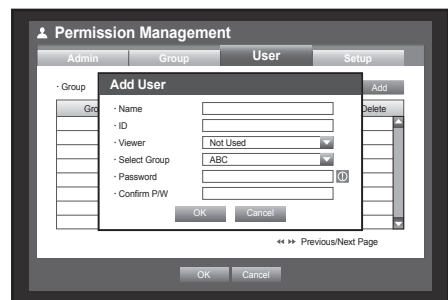 Permission Management
Admin Group User Setup
· Group Add
Add User
Gro Delete
· Name
· ID
· Viewer Not Used
· Select Group ABC
· Password
· Confirm P/W
OK Cancel
Previous/Next Page
OK Cancel